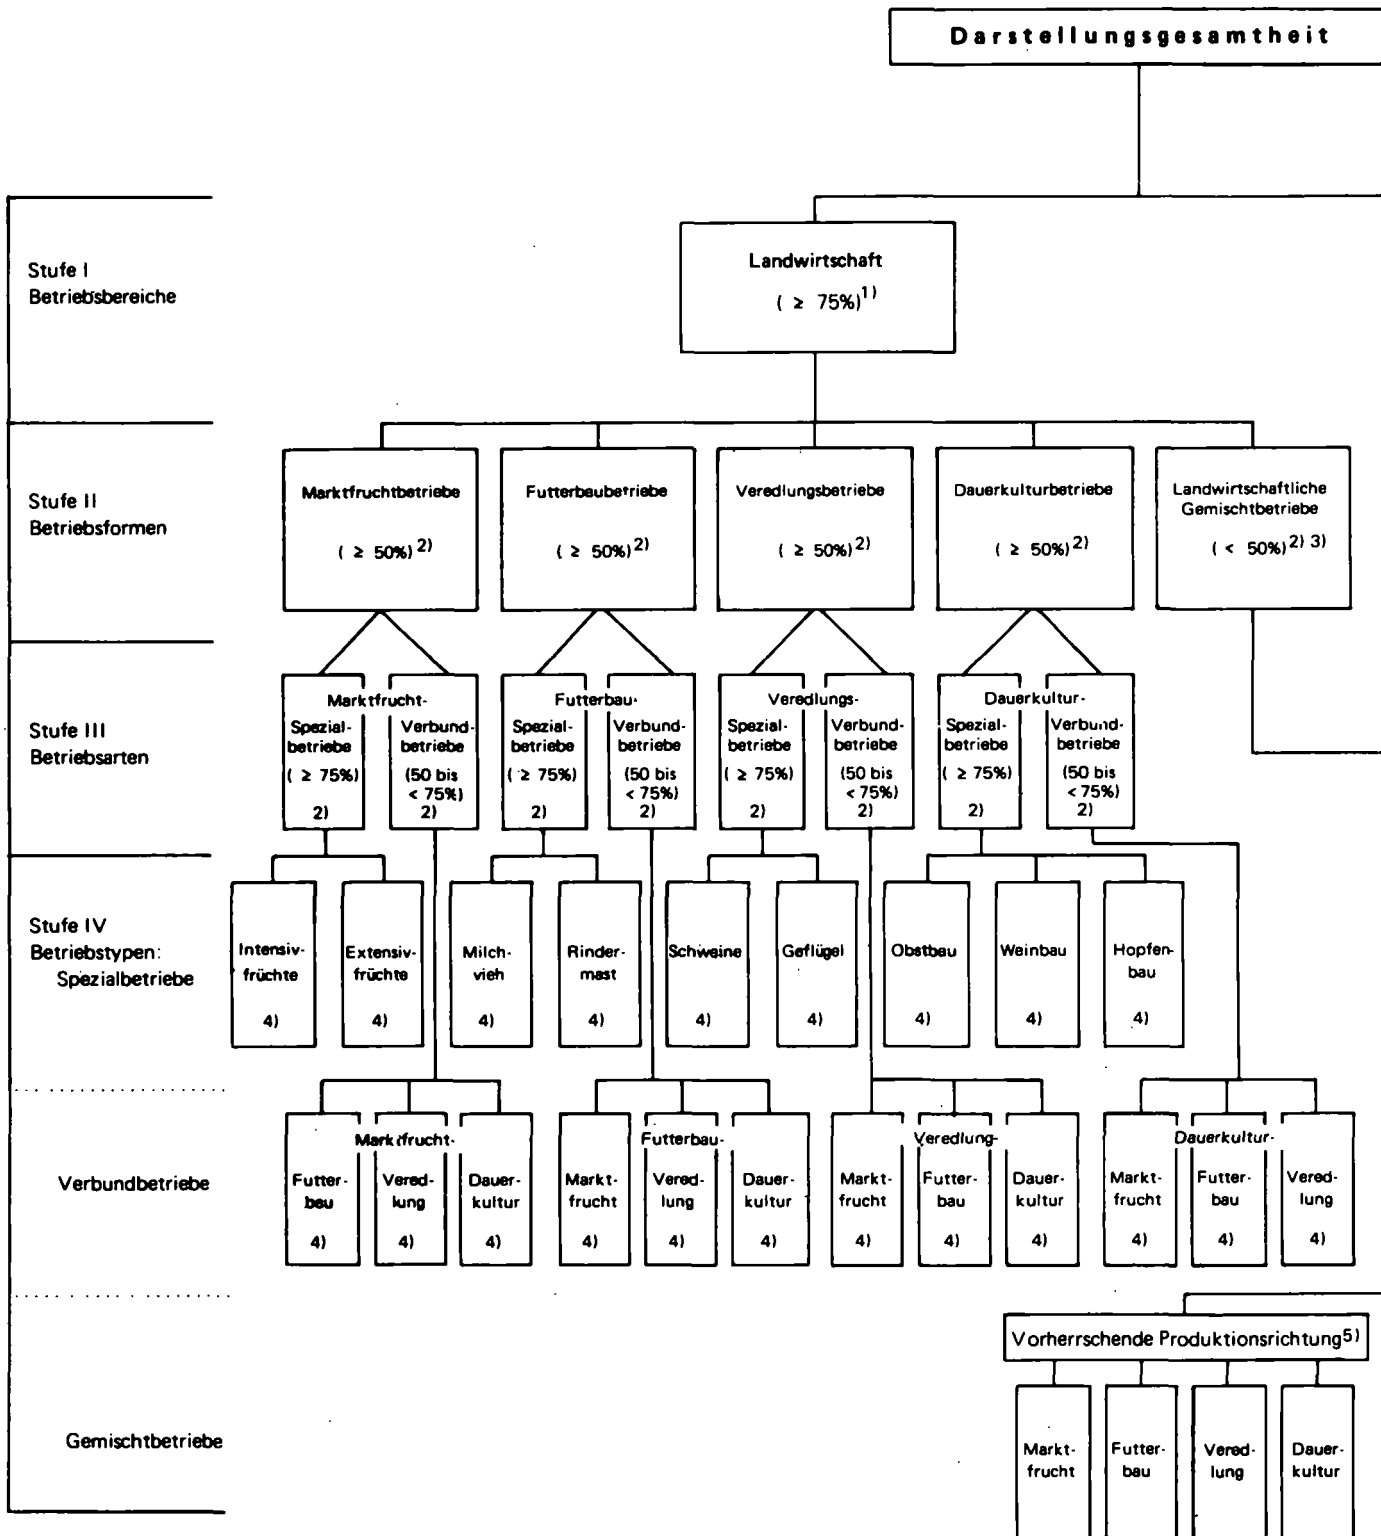 Darstellungsgesamtheit
Stufe I
Betriebsbereiche
Landwirtschaft
( ≥ 75%)1)
Stufe II
Betriebsformen
Marktfruchtbetriebe
( ≥ 50%)2)
Futterbaubetriebe
( ≥ 50%)2)
Veredlungsbetriebe
( ≥ 50%)2)
Dauerkulturbetriebe
( ≥ 50%)2)
Landwirtschaftliche
Gemischtbetriebe
( < 50%)2) 3)
Stufe III
Betriebsarten
Marktfrucht-
Spezial-
betriebe
( ≥ 75%)
2)
Verbund-
betriebe
(50 bis
< 75%)
2)
Futterbau-
Spezial-
betriebe
( ≥ 75%)
2)
Verbund-
betriebe
(50 bis
< 75%)
2)
Veredlungs-
Spezial-
betriebe
( ≥ 75%)
2)
Verbund-
betriebe
(50 bis
< 75%)
2)
Dauerkultur-
Spezial-
betriebe
( ≥ 75%)
2)
Verbund-
betriebe
(50 bis
< 75%)
2)
Stufe IV
Betriebstypen:
Spezialbetriebe
Intensiv-
früchte
4)
Extensiv-
früchte
4)
Milch-
vieh
4)
Rinder-
mast
4)
Schweine
4)
Geflügel
4)
Obstbau
4)
Weinbau
4)
Hopfen-
bau
4)
Verbundbetriebe
Marktfrucht-
Futter-
bau
4)
Vered-
lung
4)
Dauer-
kultur
4)
Futterbau-
Markt-
frucht
4)
Vered-
lung
4)
Dauer-
kultur
4)
Veredlung-
Markt-
frucht
4)
Futter-
bau
4)
Dauer-
kultur
4)
Dauerkultur-
Markt-
frucht
4)
Futter-
bau
4)
Vered-
lung
4)
Gemischtbetriebe
Vorherrschende Produktionsrichtung5)
Markt-
frucht
Futter-
bau
Vered-
lung
Dauer-
kultur